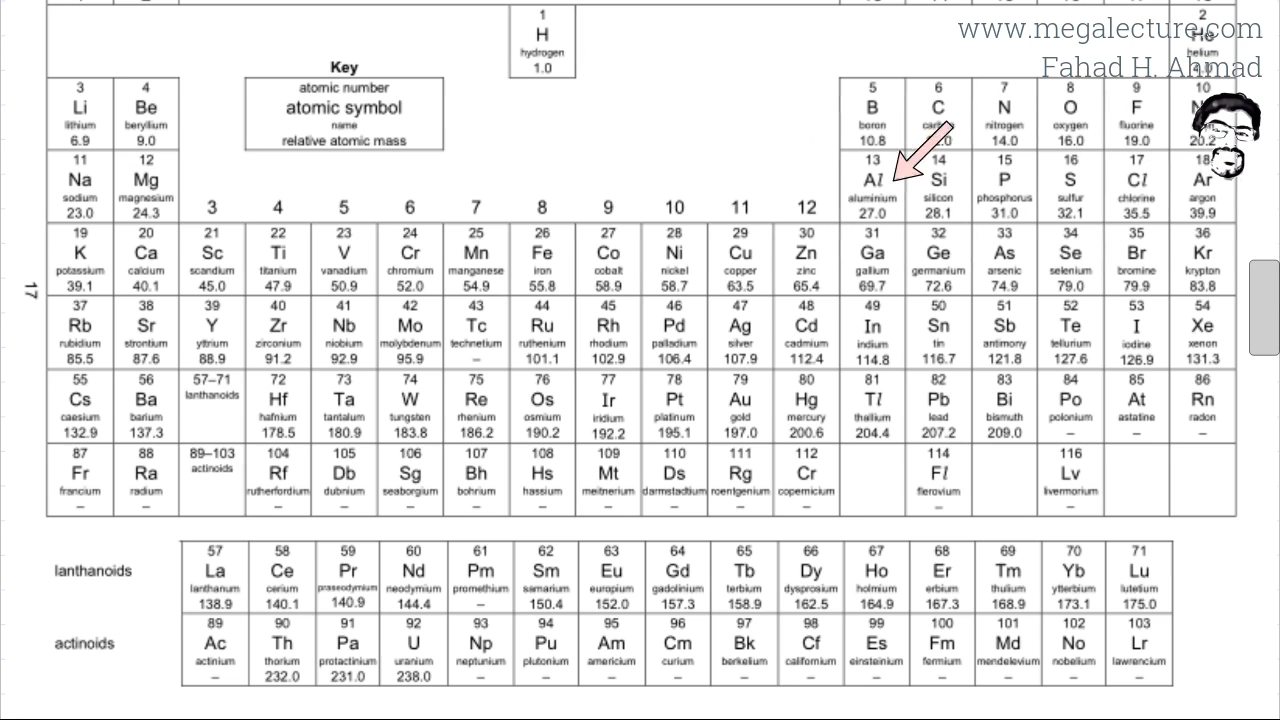 www.megalecture.com
Fahad H. Ahmad
1 2
H He
hydrogen helium
1.0
Key
atomic number
atomic symbol
name
relative atomic mass
3 4 5 6 7 8 9 10
Li Be B C N O F
lithium beryllium boron nitrogen oxygen fluorine
6.9 9.0 10.8 14.0 16.0 19.0 20.2
11 12 13 14 15 16 17 18
Na Mg Al Si P S Cl Ar
sodium magnesium aluminium silicon phosphorus sulfur chlorine argon
23.0 24.3 3 4 5 6 7 8 9 10 11 12 27.0 28.1 31.0 32.1 35.5 39.9
19 20 21 22 23 24 25 26 27 28 29 30 31 32 33 34 35 36
K Ca Sc Ti V Cr Mn Fe Co Ni Cu Zn Ga Ge As Se Br Kr
potassium calcium scandium titanium vanadium chromium manganese iron cobalt nickel copper zinc gallium germanium arsenic selenium bromine krypton
39.1 40.1 45.0 47.9 50.9 52.0 54.9 55.8 58.9 58.7 63.5 65.4 69.7 72.6 74.9 79.0 79.9 83.8
17
37 38 39 40 41 42 43 44 45 46 47 48 49 50 51 52 53 54
Rb Sr Y Zr Nb Mo Tc Ru Rh Pd Ag Cd In Sn Sb Te I Xe
rubidium strontium yttrium zirconium niobium molybdenum technetium ruthenium rhodium palladium silver cadmium indium tin antimony tellurium iodine xenon
85.5 87.6 88.9 91.2 92.9 95.9 – 101.1 102.9 106.4 107.9 112.4 114.8 116.7 121.8 127.6 126.9 131.3
55 56 57–71 72 73 74 75 76 77 78 79 80 81 82 83 84 85 86
Cs Ba lanthanoids Hf Ta W Re Os Ir Pt Au Hg Tl Pb Bi Po At Rn
caesium barium hafnium tantalum tungsten rhenium osmium iridium platinum gold mercury thallium lead bismuth polonium astatine radon
132.9 137.3 178.5 180.9 183.8 186.2 190.2 192.2 195.1 197.0 200.6 204.4 207.2 209.0 – – –
87 88 89–103 104 105 106 107 108 109 110 111 112 114 116
Fr Ra actinoids Rf Db Sg Bh Hs Mt Ds Rg Cr Fl Lv
francium radium rutherfordium dubnium seaborgium bohrium hassium meitnerium darmstadtium roentgenium copernicium flerovium livermorium
– – – – – – – – – – – – –
57 58 59 60 61 62 63 64 65 66 67 68 69 70 71
lanthanoids La Ce Pr Nd Pm Sm Eu Gd Tb Dy Ho Er Tm Yb Lu
lanthanum cerium praseodymium neodymium promethium samarium europium gadolinium terbium dysprosium holmium erbium thulium ytterbium lutetium
138.9 140.1 140.9 144.4 – 150.4 152.0 157.3 158.9 162.5 164.9 167.3 168.9 173.1 175.0
89 90 91 92 93 94 95 96 97 98 99 100 101 102 103
actinoids Ac Th Pa U Np Pu Am Cm Bk Cf Es Fm Md No Lr
actinium thorium protactinium uranium neptunium plutonium americium curium berkelium californium einsteinium fermium mendelevium nobelium lawrencium
– 232.0 231.0 238.0 – – – – – – – – – – –